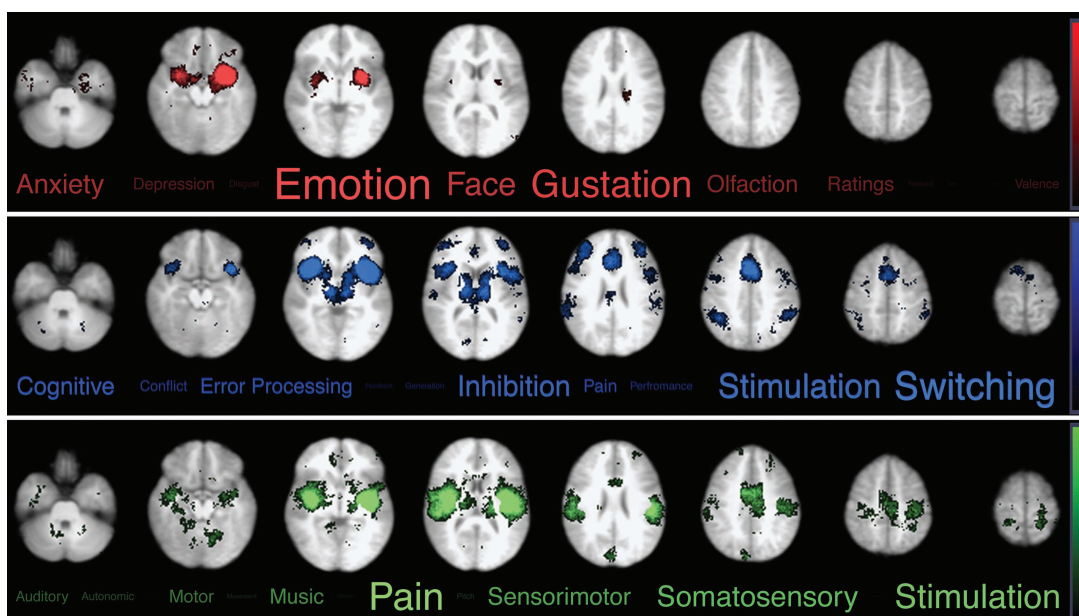 Anxiety Depression Disgust Emotion Face Gustation Olfaction Ratings Valence
Cognitive Conflict Error Processing Feedback Generation Inhibition Pain Perfromance Stimulation Switching
Auditory Autonomic Motor Movement Music Pain Pitch Sensorimotor Somatosensory Stimulation